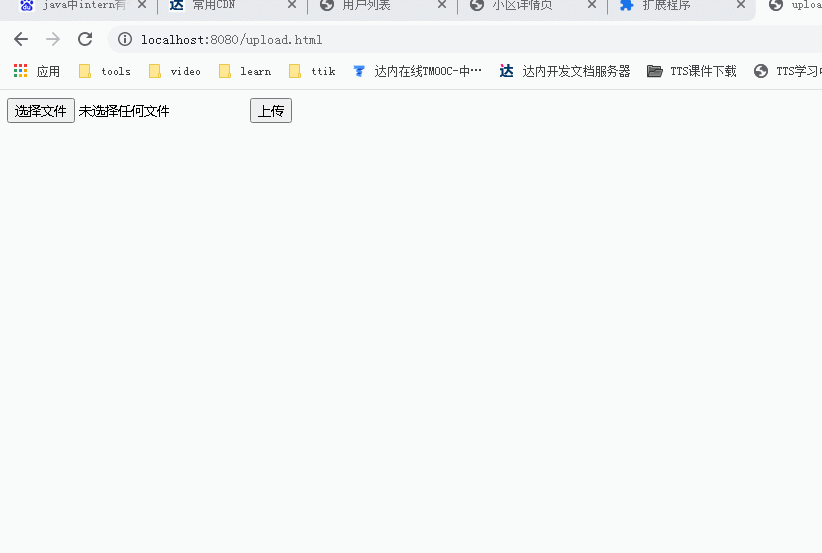 java中intern有 常用CDN 用户列表 小区详情页 扩展程序 uploa
localhost:8080/upload.html
应用 tools video learn ttik 达内在线TMOOC-中… 达内开发文档服务器 TTS课件下载 TTS学习中
选择文件 未选择任何文件 上传